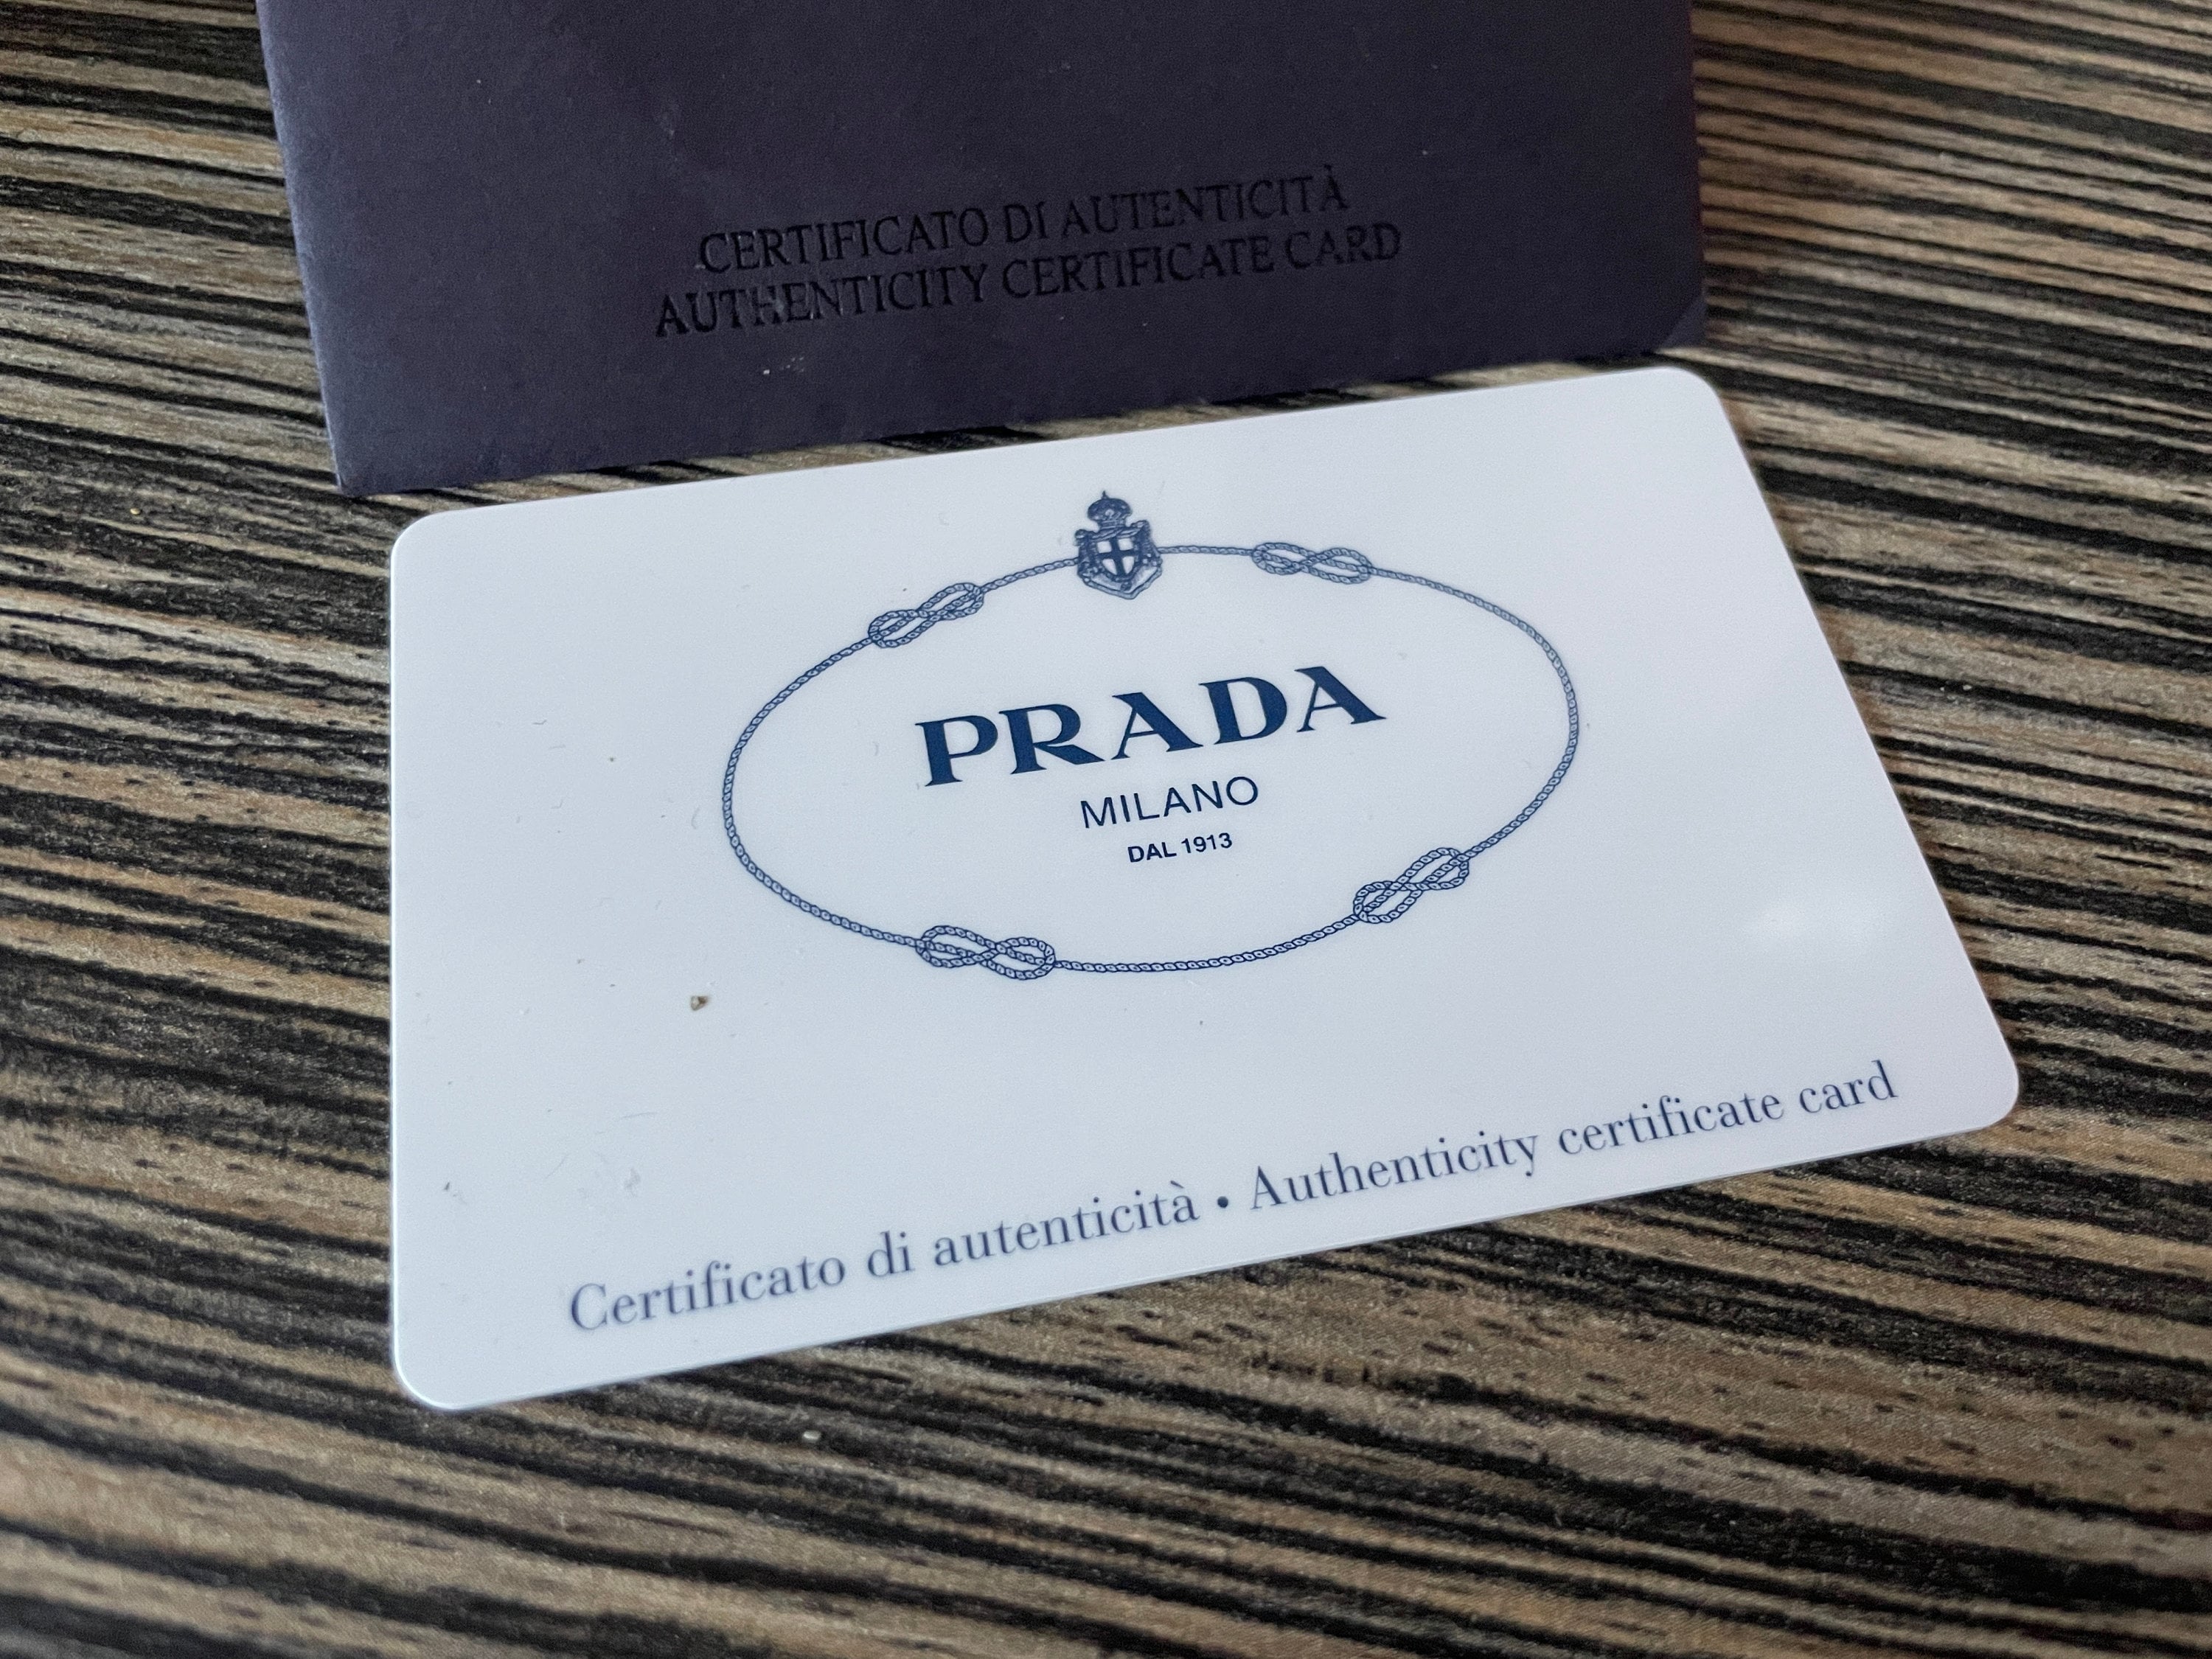 CERTIFICATO DI AUTENTICITÀ
AUTHENTICITY CERTIFICATE CARD
PRADA
MILANO
DAL 1913
Certificato di autenticità • Authenticity certificate card